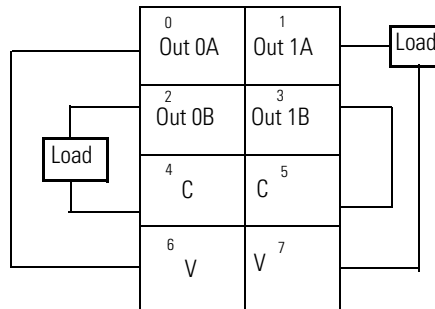 0 1
Out 0A Out 1A Load
2 3
Out 0B Out 1B
Load
4 5
C C
6 7
V V